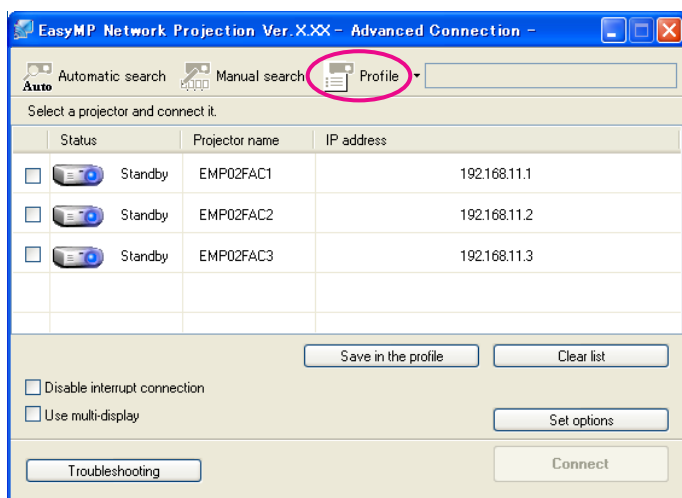 EasyMP Network Projection Ver.X.XX - Advanced Connection -
Auto Automatic search Manual search Profile
Select a projector and connect it.
Status Projector name IP address
Standby EMP02FAC1 192.168.11.1
Standby EMP02FAC2 192.168.11.2
Standby EMP02FAC3 192.168.11.3
Save in the profile Clear list
Disable interrupt connection
Use multi-display
Set options
Troubleshooting Connect